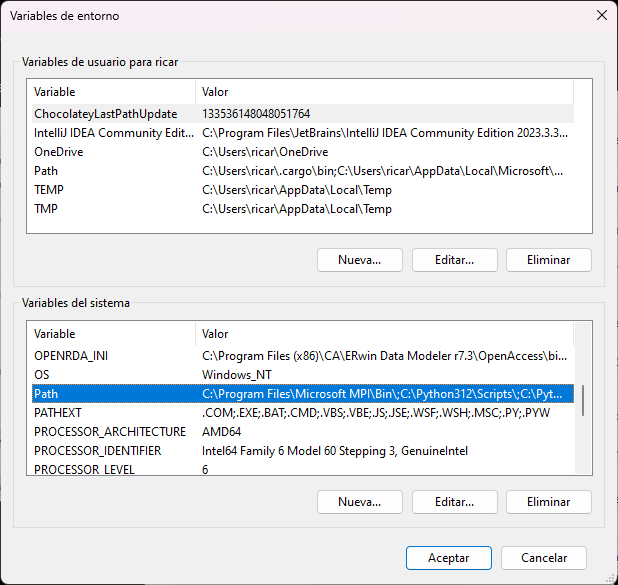 Variables de entorno
Variables de usuario para ricar
Variable Valor
ChocolateyLastPathUpdate 133536148048051764
IntelliJ IDEA Community Edit... C:\Program Files\JetBrains\IntelliJ IDEA Community Edition 2023.3.3...
OneDrive C:\Users\ricar\OneDrive
Path C:\Users\ricar\.cargo\bin;C:\Users\ricar\AppData\Local\Microsoft\...
TEMP C:\Users\ricar\AppData\Local\Temp
TMP C:\Users\ricar\AppData\Local\Temp
Nueva... Editar... Eliminar
Variables del sistema
Variable Valor
OPENRDA_INI C:\Program Files (x86)\CA\ERwin Data Modeler r7.3\OpenAccess\bi...
OS Windows_NT
Path C:\Program Files\Microsoft MPI\Bin\;C:\Python312\Scripts\;C:\Pyt...
PATHEXT .COM;.EXE;.BAT;.CMD;.VBS;.VBE;.JS;.JSE;.WSF;.WSH;.MSC;.PY;.PYW
PROCESSOR_ARCHITECTURE AMD64
PROCESSOR_IDENTIFIER Intel64 Family 6 Model 60 Stepping 3, GenuineIntel
PROCESSOR_LEVEL 6
Nueva... Editar... Eliminar
Aceptar Cancelar